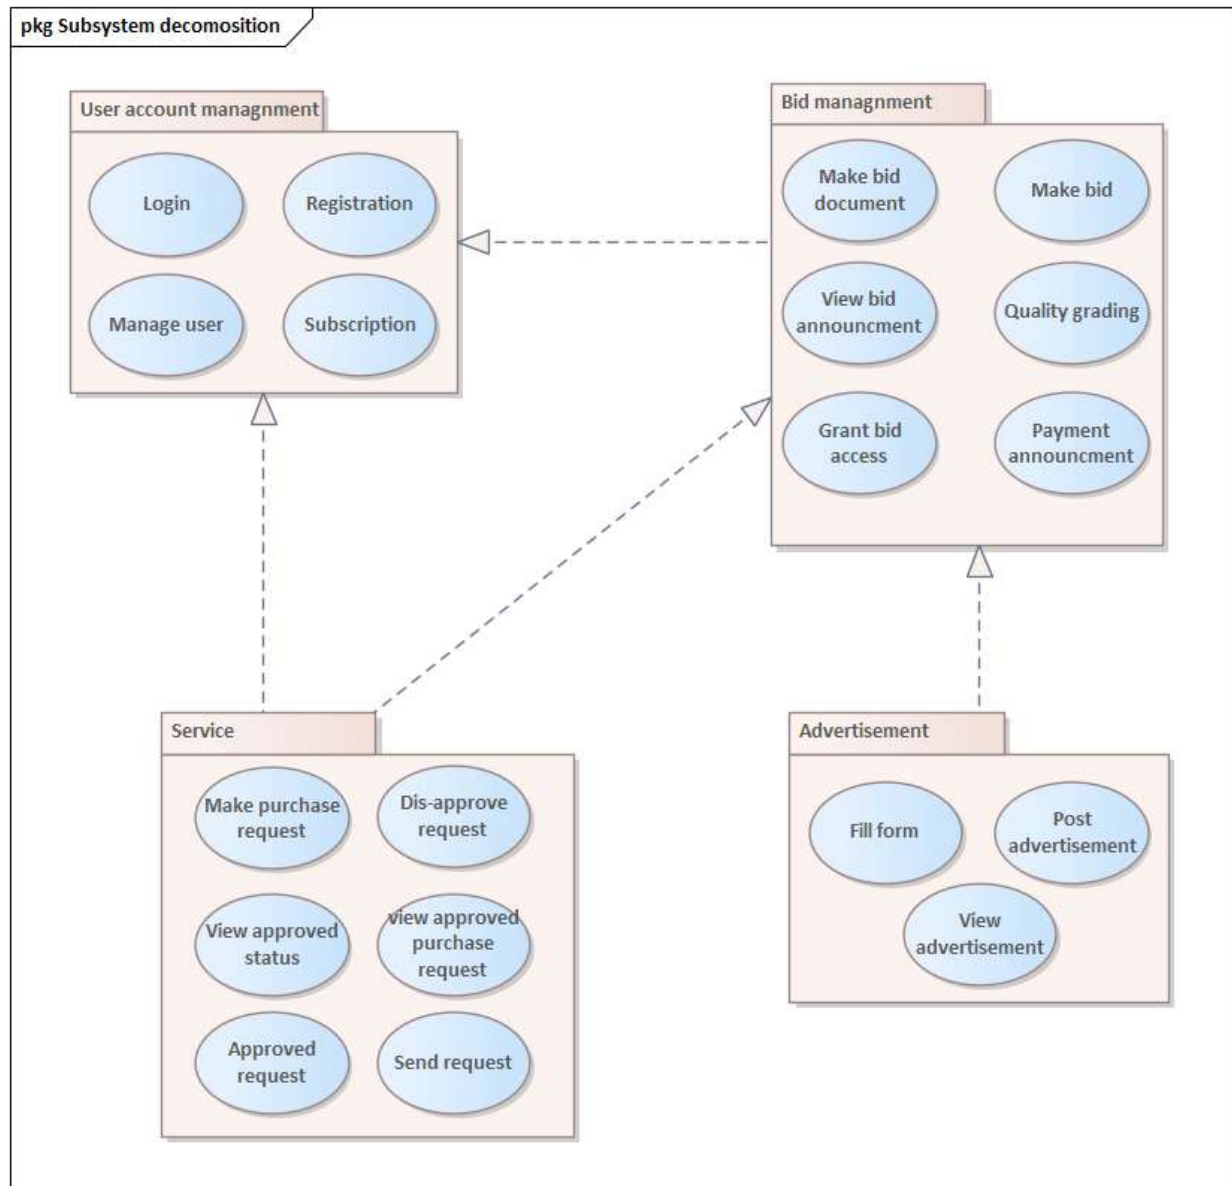 pkg Subsystem decomosition
User account managnment
Login
Registration
Manage user
Subscription
Bid managnment
Make bid
document
Make bid
View bid
announcment
Quality grading
Grant bid
access
Payment
announcment
Service
Make purchase
request
Dis-approve
request
View approved
status
view approved
purchase
request
Approved
request
Send request
Advertisement
Fill form
Post
advertisement
View
advertisement